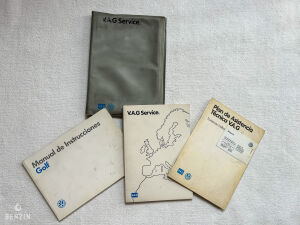 V.A.G Service.
V.A.G Service.
Manual de Instrucciones
Golf
Plan de Asistencia
Técnica V.A.G
BENZIN